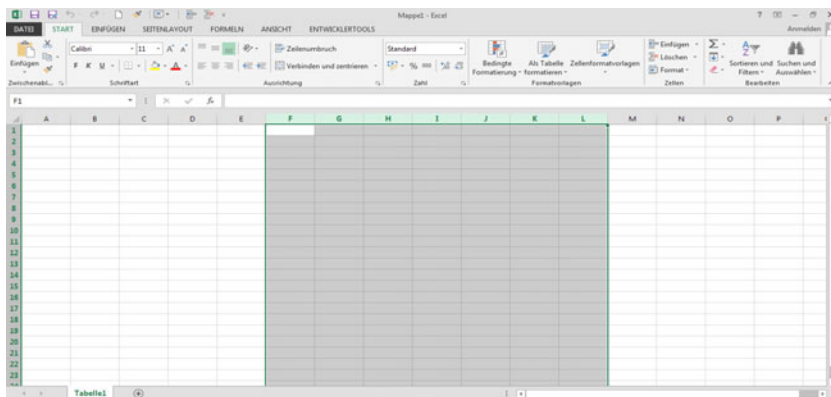 Mappe1 - Excel
Anmelden
DATEI START EINFÜGEN SEITENLAYOUT FORMELN ANSICHT ENTWICKLERTOOLS
Calibri 11 Zeilenumbruch Standard
Einfügen
F K U Verbinden und zentrieren % 000
Bedingte Formatierung
Als Tabelle formatieren
Zellenformatvorlagen
Einfügen
Löschen
Format
Sortieren und Filtern
Suchen und Auswählen
Zwischenabl... Schriftart Ausrichtung Zahl Formatvorlagen Zellen Bearbeiten
F1 fx
A B C D E F G H I J K L M N O P
1
2
3
4
5
6
7
8
9
10
11
12
13
14
15
16
17
18
19
20
21
22
23
Tabelle1